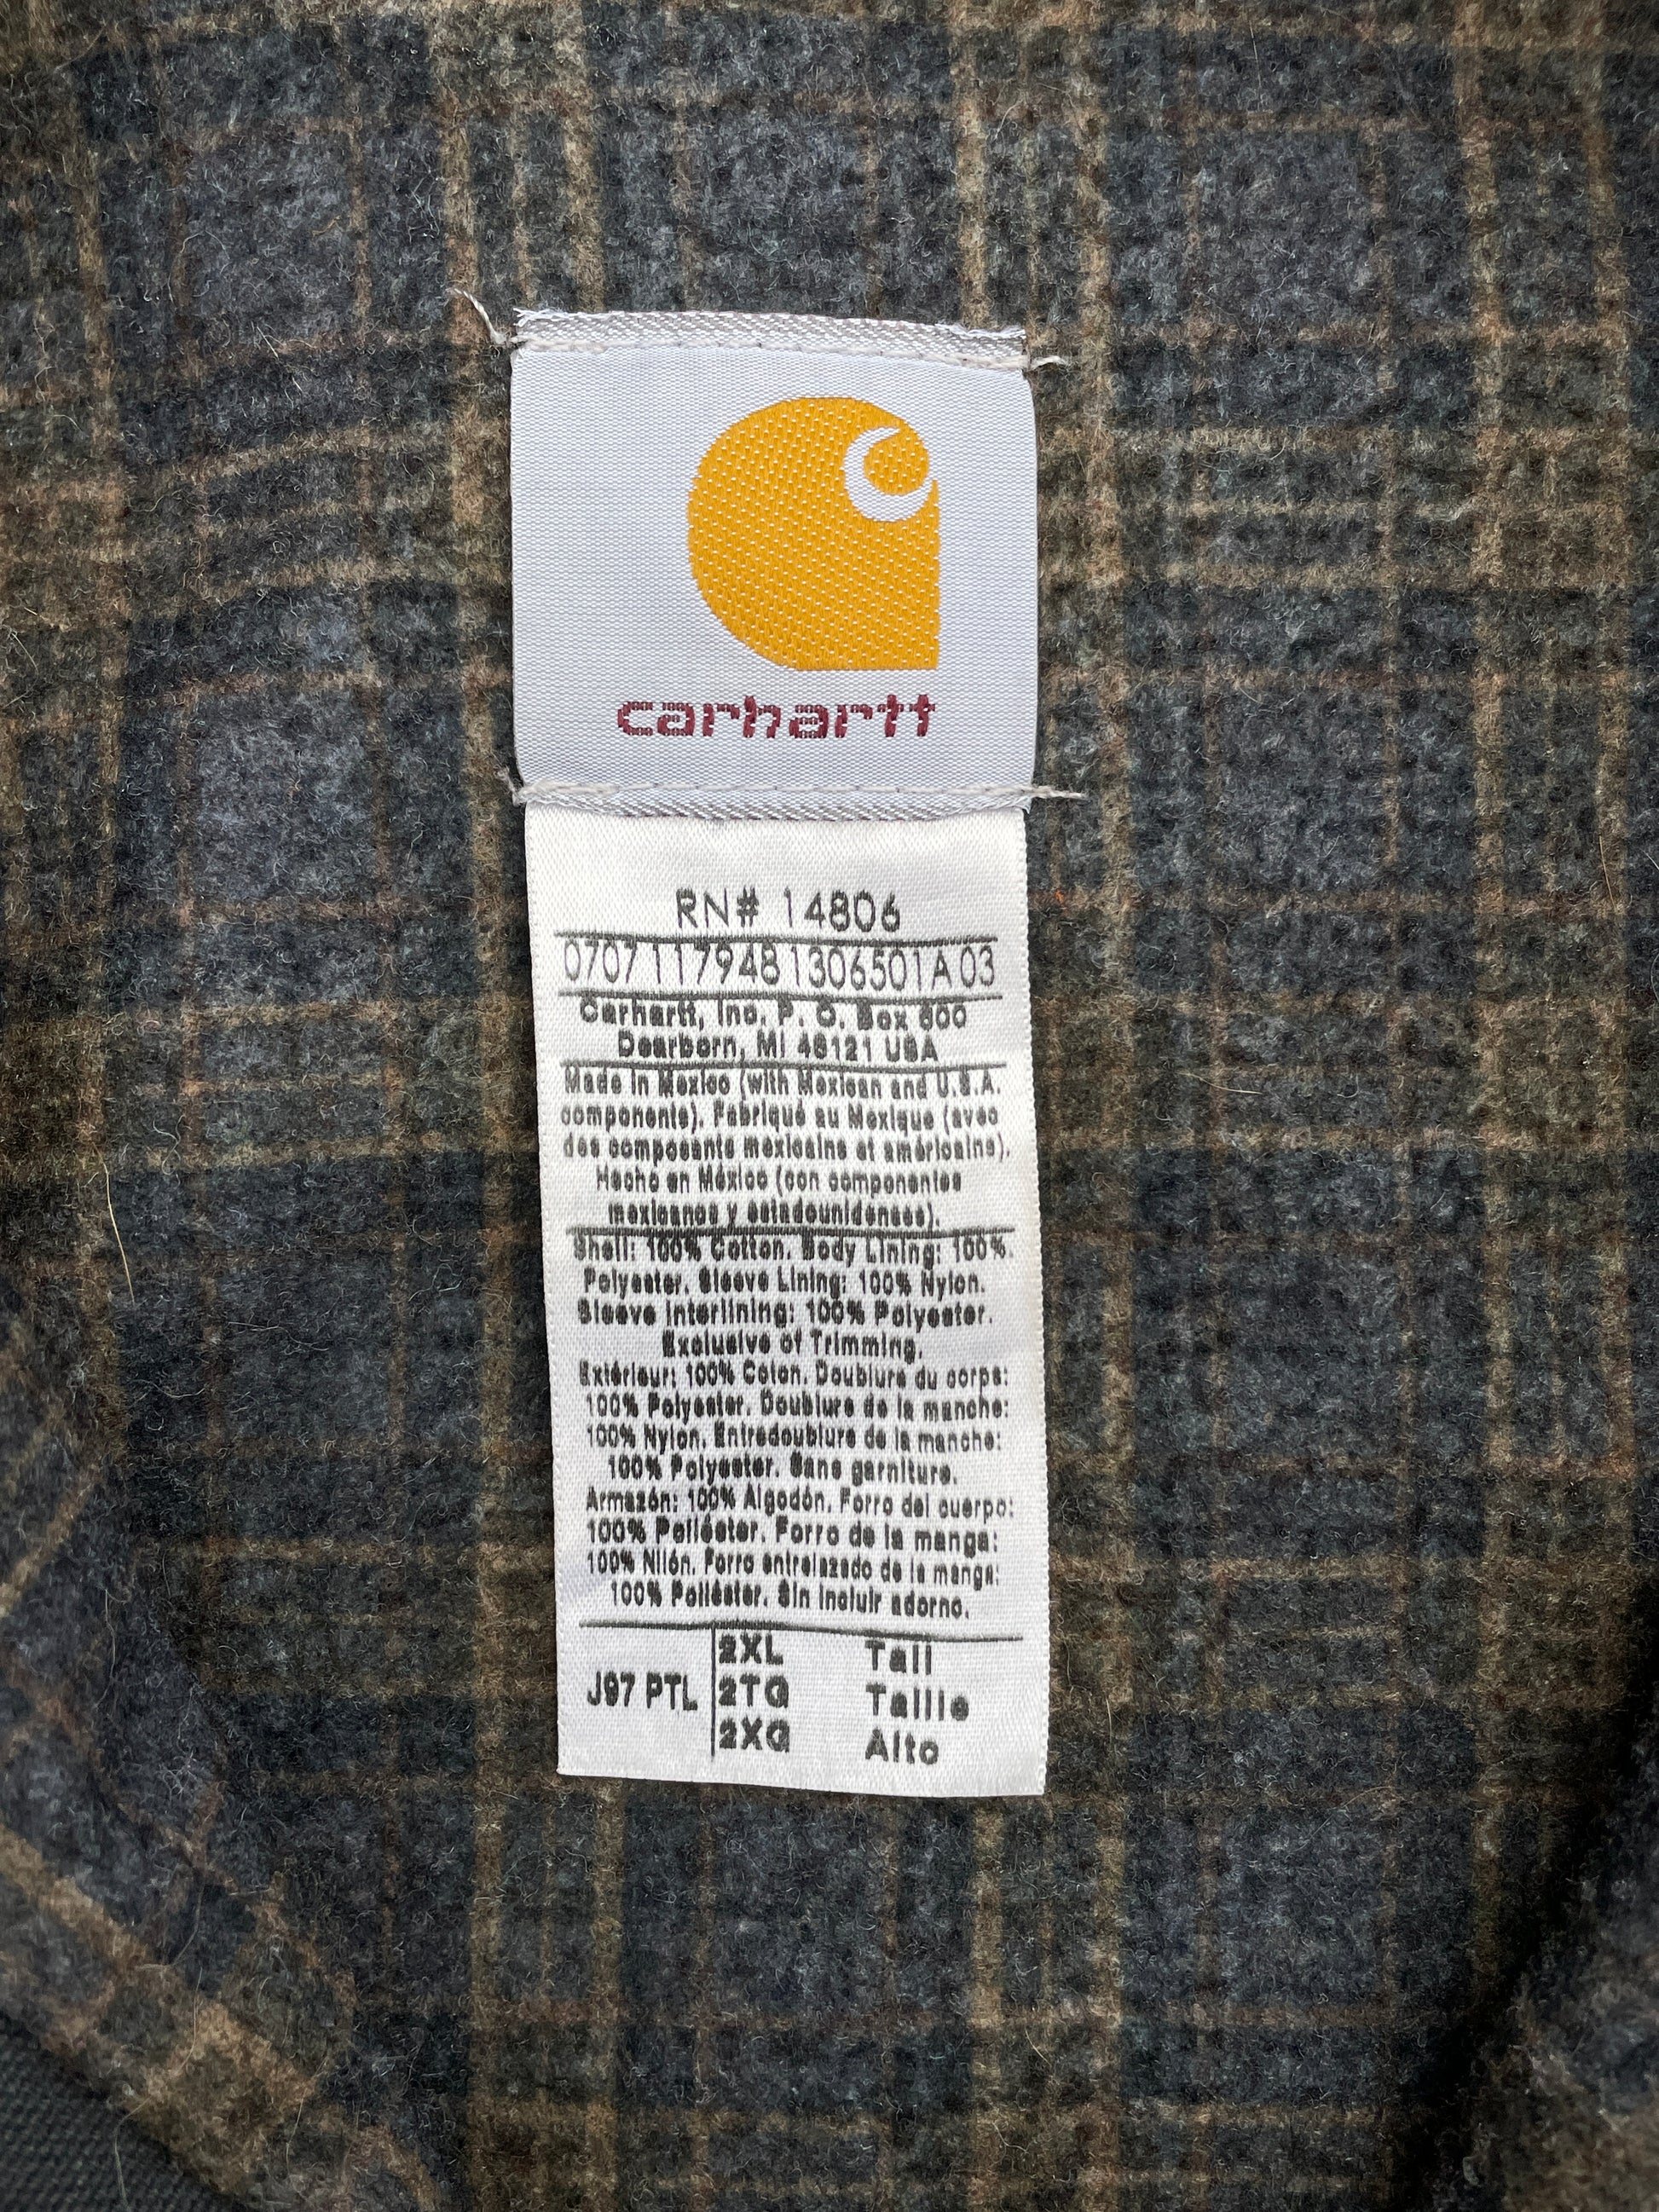 carhartt
RN# 14806
0707 117948 1306501A 03
Carhartt, Inc. P. O. Box 600
Dearborn, MI 48121 USA
Made in Mexico (with Mexican and U.S.A.
components). Fabriqué au Mexique (avec
des composants mexicains et américains).
Hecho en México (con componentes
mexicanos y estadounidenses).
Shell: 100% Cotton. Body Lining: 100%
Polyester. Sleeve Lining: 100% Nylon.
Sleeve Interlining: 100% Polyester.
Exclusive of Trimming.
Extérieur: 100% Coton. Doublure du corps:
100% Polyester. Doublure de la manche:
100% Nylon. Entredoublure de la manche:
100% Polyester. Sans garniture.
Armazón: 100% Algodón. Forro del cuerpo:
100% Poliéster. Forro de la manga:
100% Nilón. Forro entrelazado de la manga:
100% Poliéster. Sin incluir adorno.
J97 PTL
2XL Tall
2TG Taille
2XG Alto